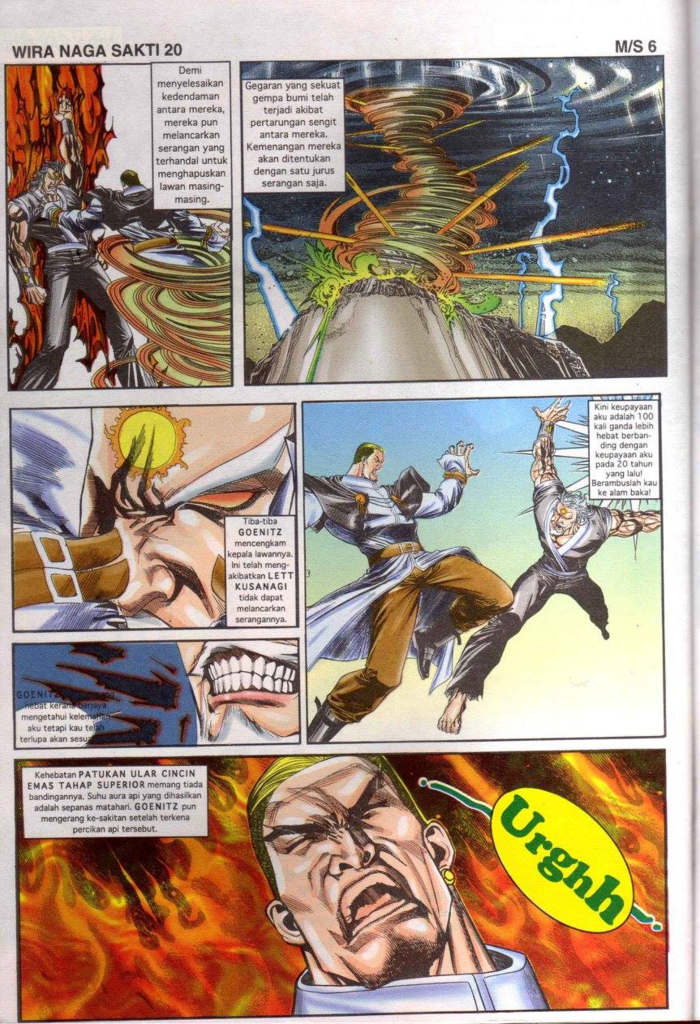 WIRA NAGA SAKTI 20
M/S 6
Demi
menyelesaikan
kedendaman
antara mereka,
mereka pun
melancarkan
serangan yang
terhandal untuk
menghapuskan
lawan masing-
masing.
Gegaran yang sekuat
gempa bumi telah
terjadi akibat
pertarungan sengit
antara mereka.
Kemenangan mereka
akan ditentukan
dengan satu jurus
serangan saja.
Tiba-tiba
GOENITZ
mencengkam
kepala lawannya.
Ini telah meng-
akibatkan LETT
KUSANAGI
tidak dapat
melancarkan
serangannya.
Kini keupayaan
aku adalah 100
kali ganda lebih
hebat berban-
ding dengan
keupayaan aku
pada 20 tahun
yang lalu!
Berambuslah kau
ke alam baka!
GOENITZ
hebat kerana berjaya
mengetahui kelemahan
aku tetapi kau telah
terlupa akan
Kehebatan PATUKAN ULAR CINCIN
EMAS TAHAP SUPERIOR memang tiada
bandingannya. Suhu aura api yang dihasilkan
adalah sepanas matahari. GOENITZ pun
mengerang ke-sakitan setelah terkena
percikan api tersebut.
Urghh